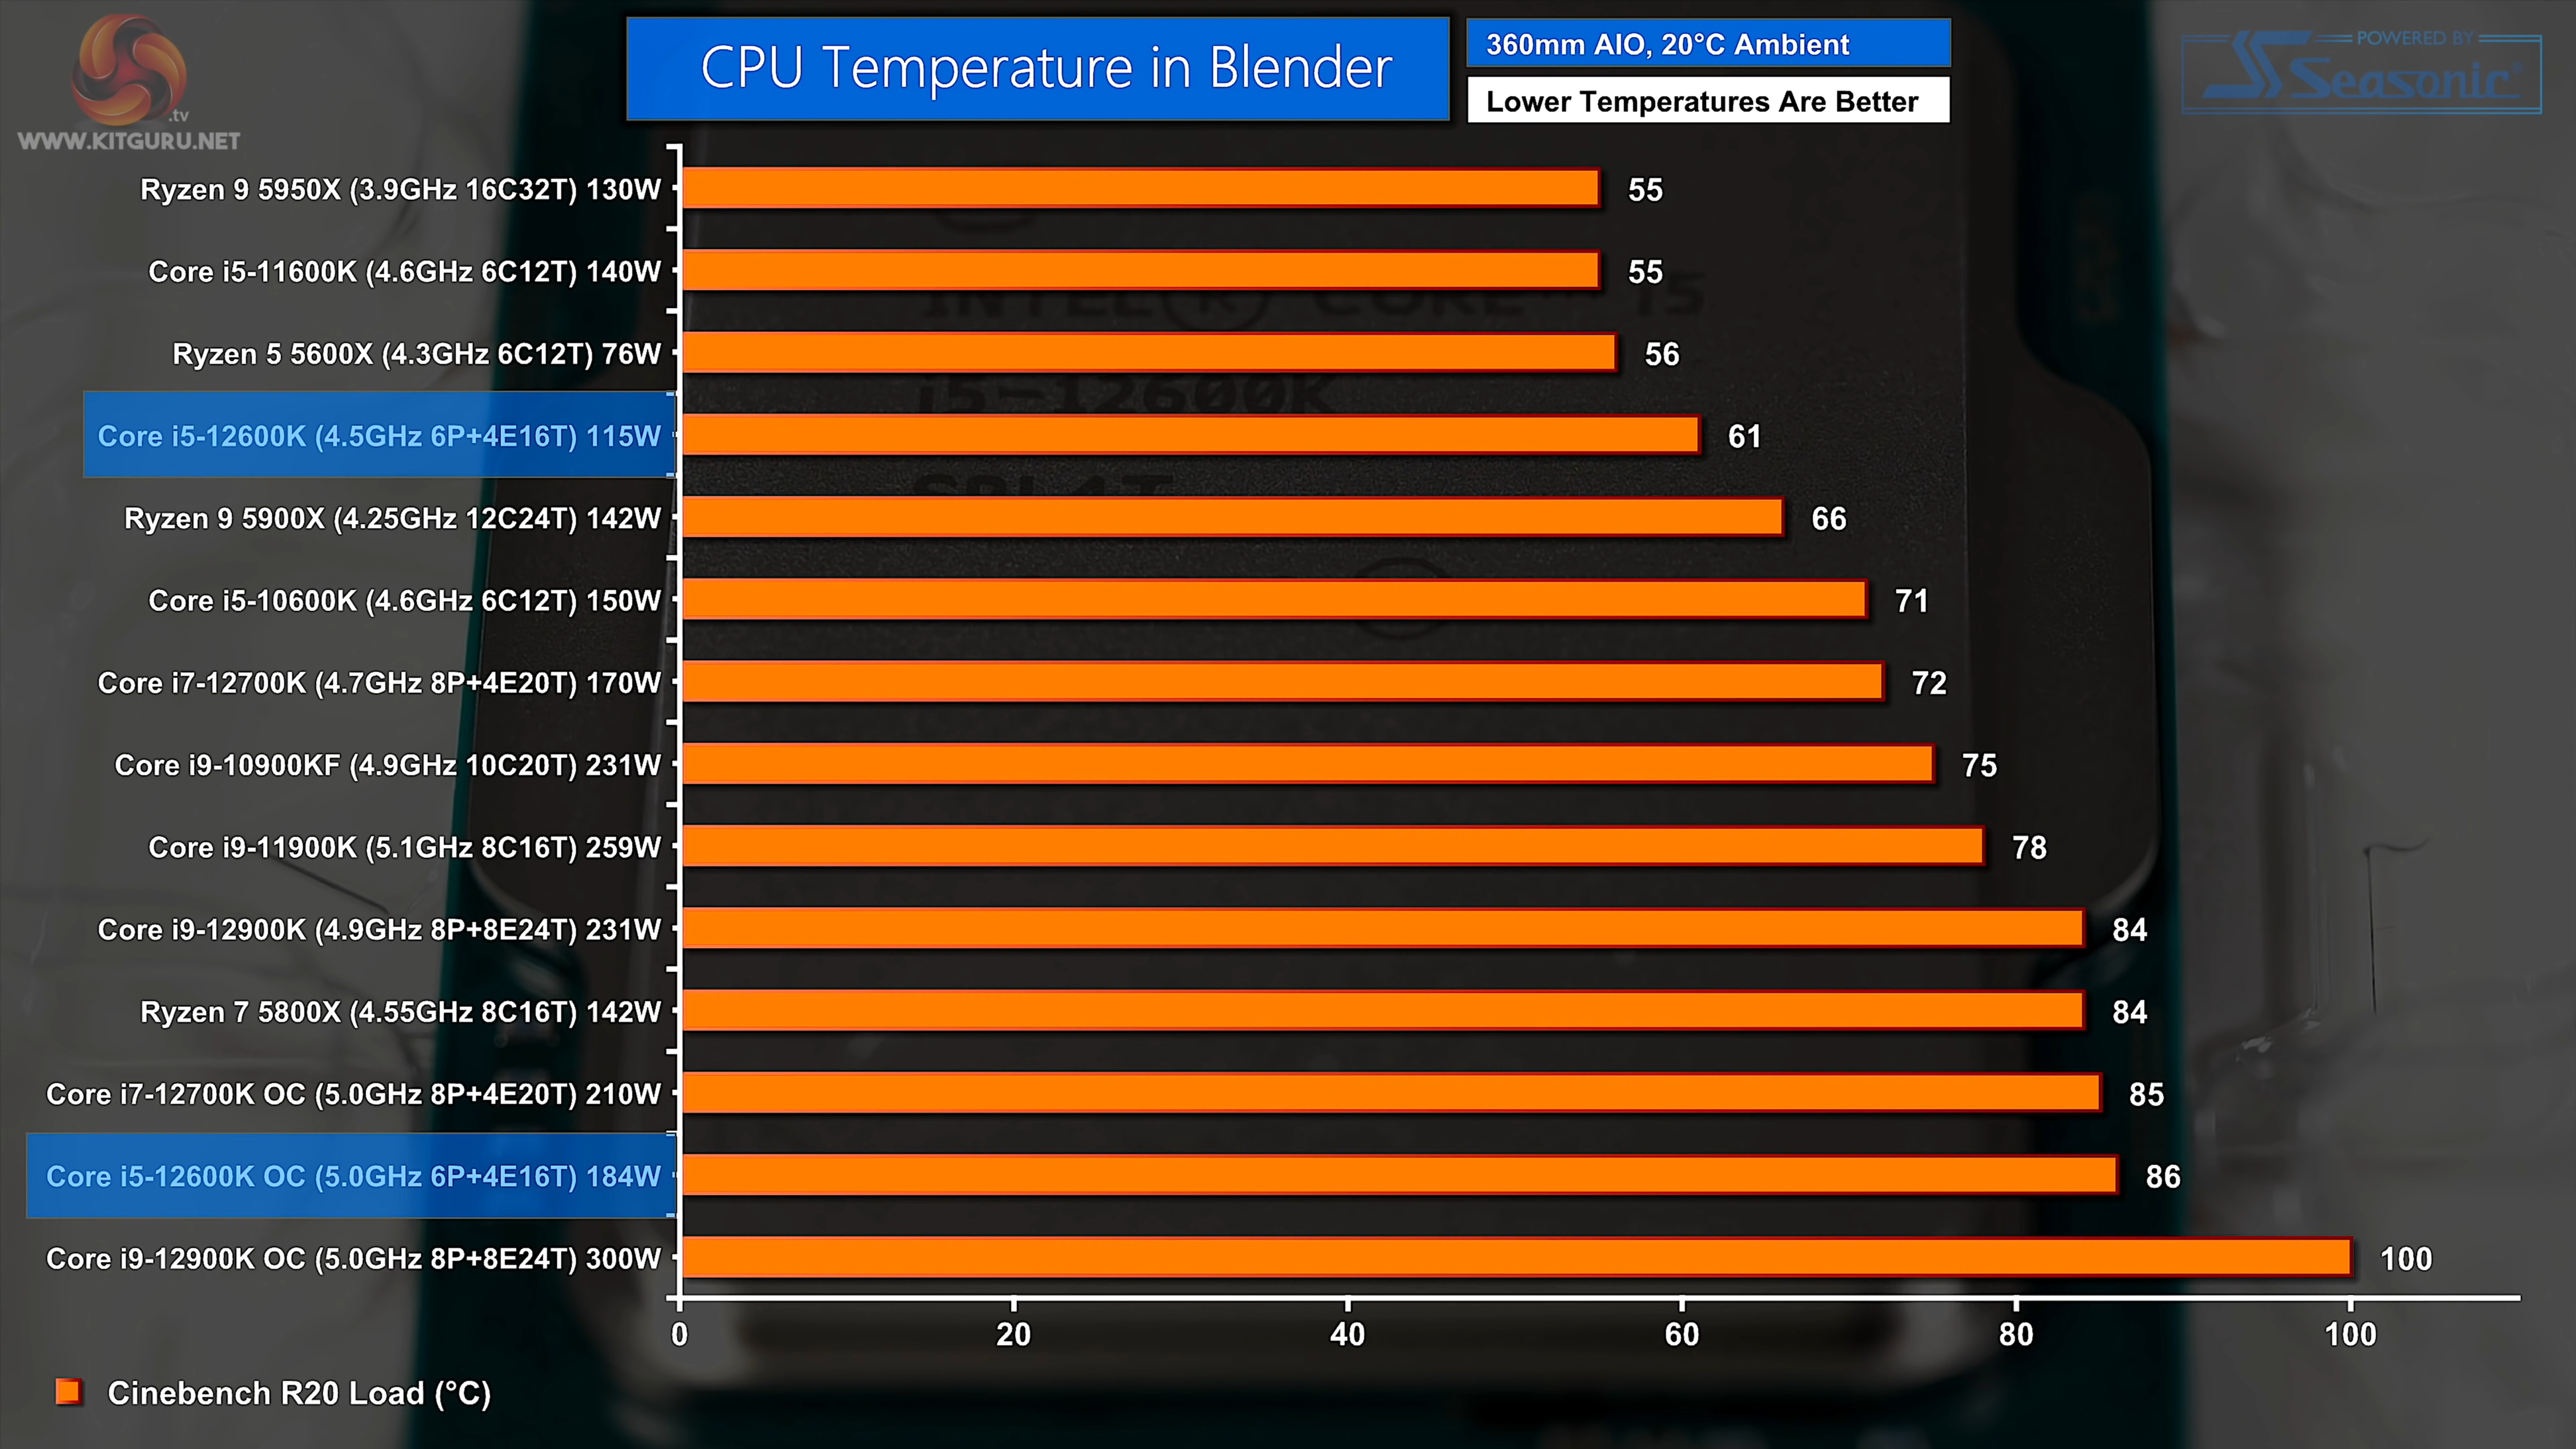 .tv
WWW.KITGURU.NET
CPU Temperature in Blender
360mm AIO, 20°C Ambient
Lower Temperatures Are Better
POWERED BY
Seasonic®
Ryzen 9 5950X (3.9GHz 16C32T) 130W 55
Core i5-11600K (4.6GHz 6C12T) 140W 55
INTEL(R) CORE™ i5
Ryzen 5 5600X (4.3GHz 6C12T) 76W 56
i5-12600K
Core i5-12600K (4.5GHz 6P+4E16T) 115W 61
Ryzen 9 5900X (4.25GHz 12C24T) 142W 66
Core i5-10600K (4.6GHz 6C12T) 150W 71
Core i7-12700K (4.7GHz 8P+4E20T) 170W 72
Core i9-10900KF (4.9GHz 10C20T) 231W 75
Core i9-11900K (5.1GHz 8C16T) 259W 78
Core i9-12900K (4.9GHz 8P+8E24T) 231W 84
Ryzen 7 5800X (4.55GHz 8C16T) 142W 84
Core i7-12700K OC (5.0GHz 8P+4E20T) 210W 85
Core i5-12600K OC (5.0GHz 6P+4E16T) 184W 86
Core i9-12900K OC (5.0GHz 8P+8E24T) 300W 100
0 20 40 60 80 100
Cinebench R20 Load (°C)